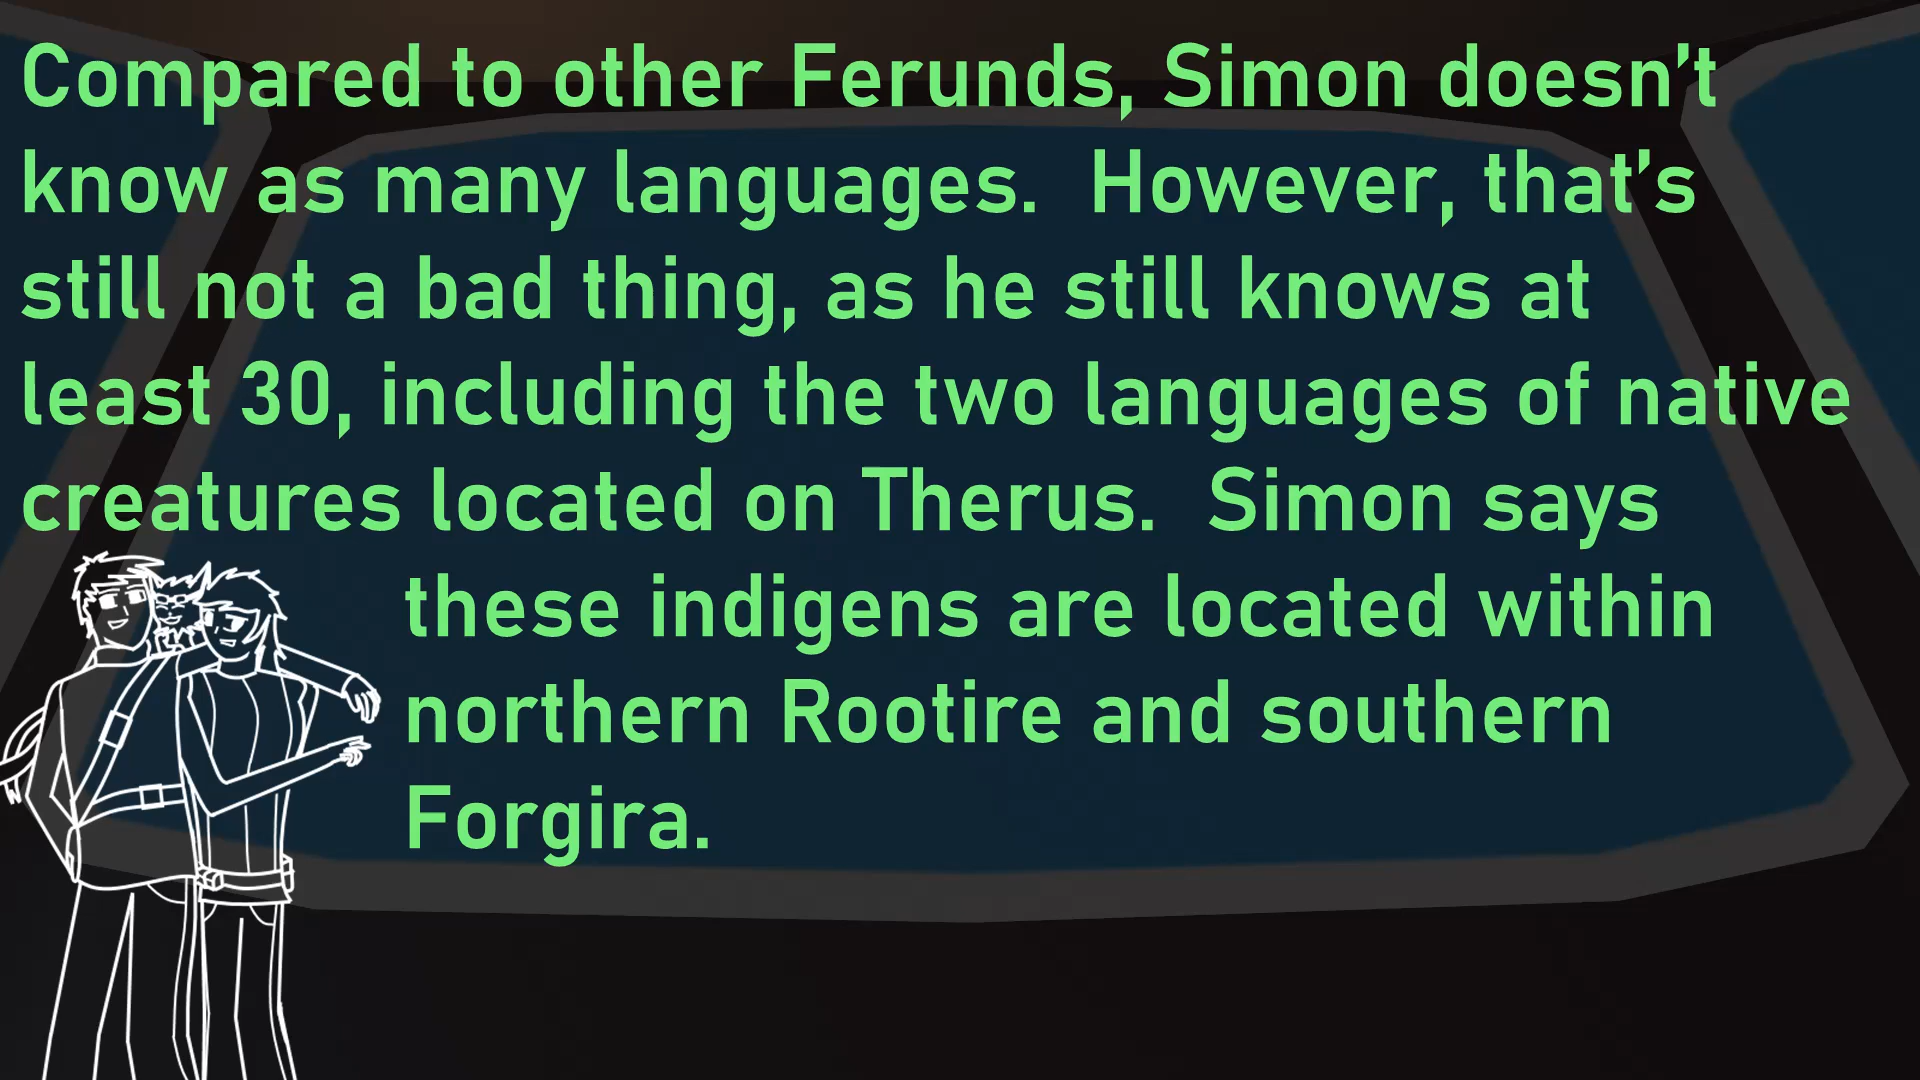 Compared to other Ferunds, Simon doesn't
know as many languages.  However, that's
still not a bad thing, as he still knows at
least 30, including the two languages of native
creatures located on Therus.  Simon says
these indigens are located within
northern Rootire and southern
Forgira.